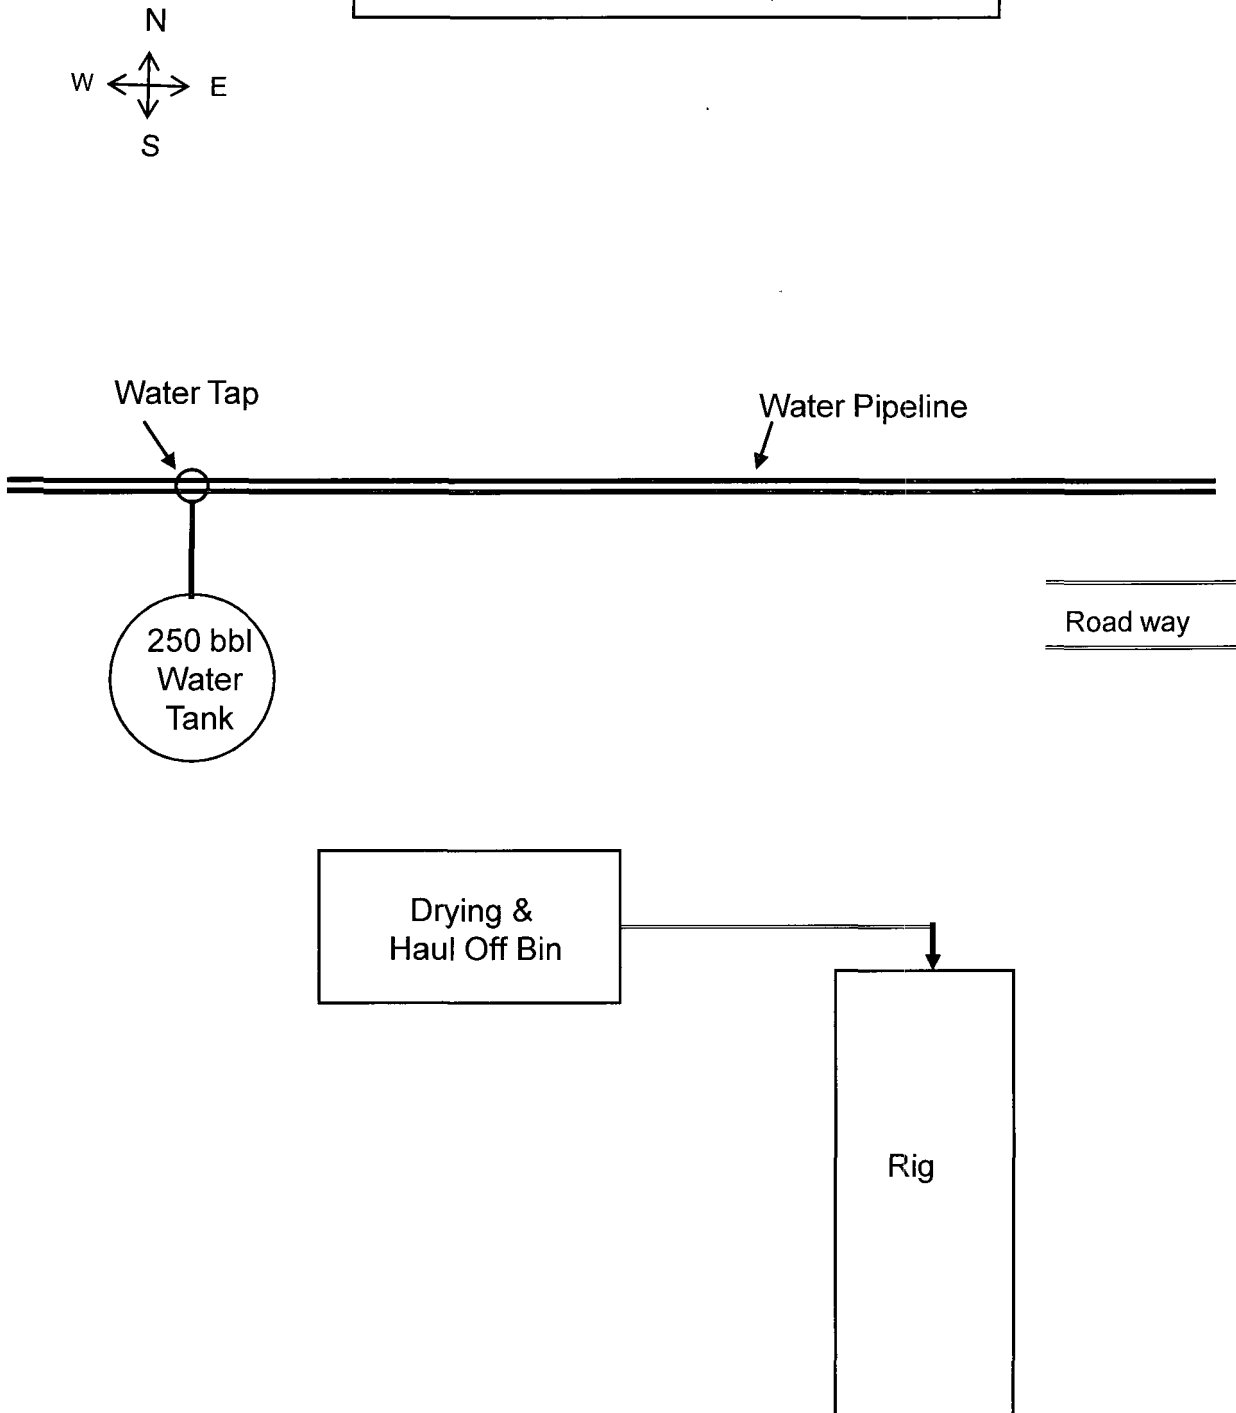 N
W E
S
Water Tap
Water Pipeline
Road way
250 bbl
Water
Tank
Drying &
Haul Off Bin
Rig